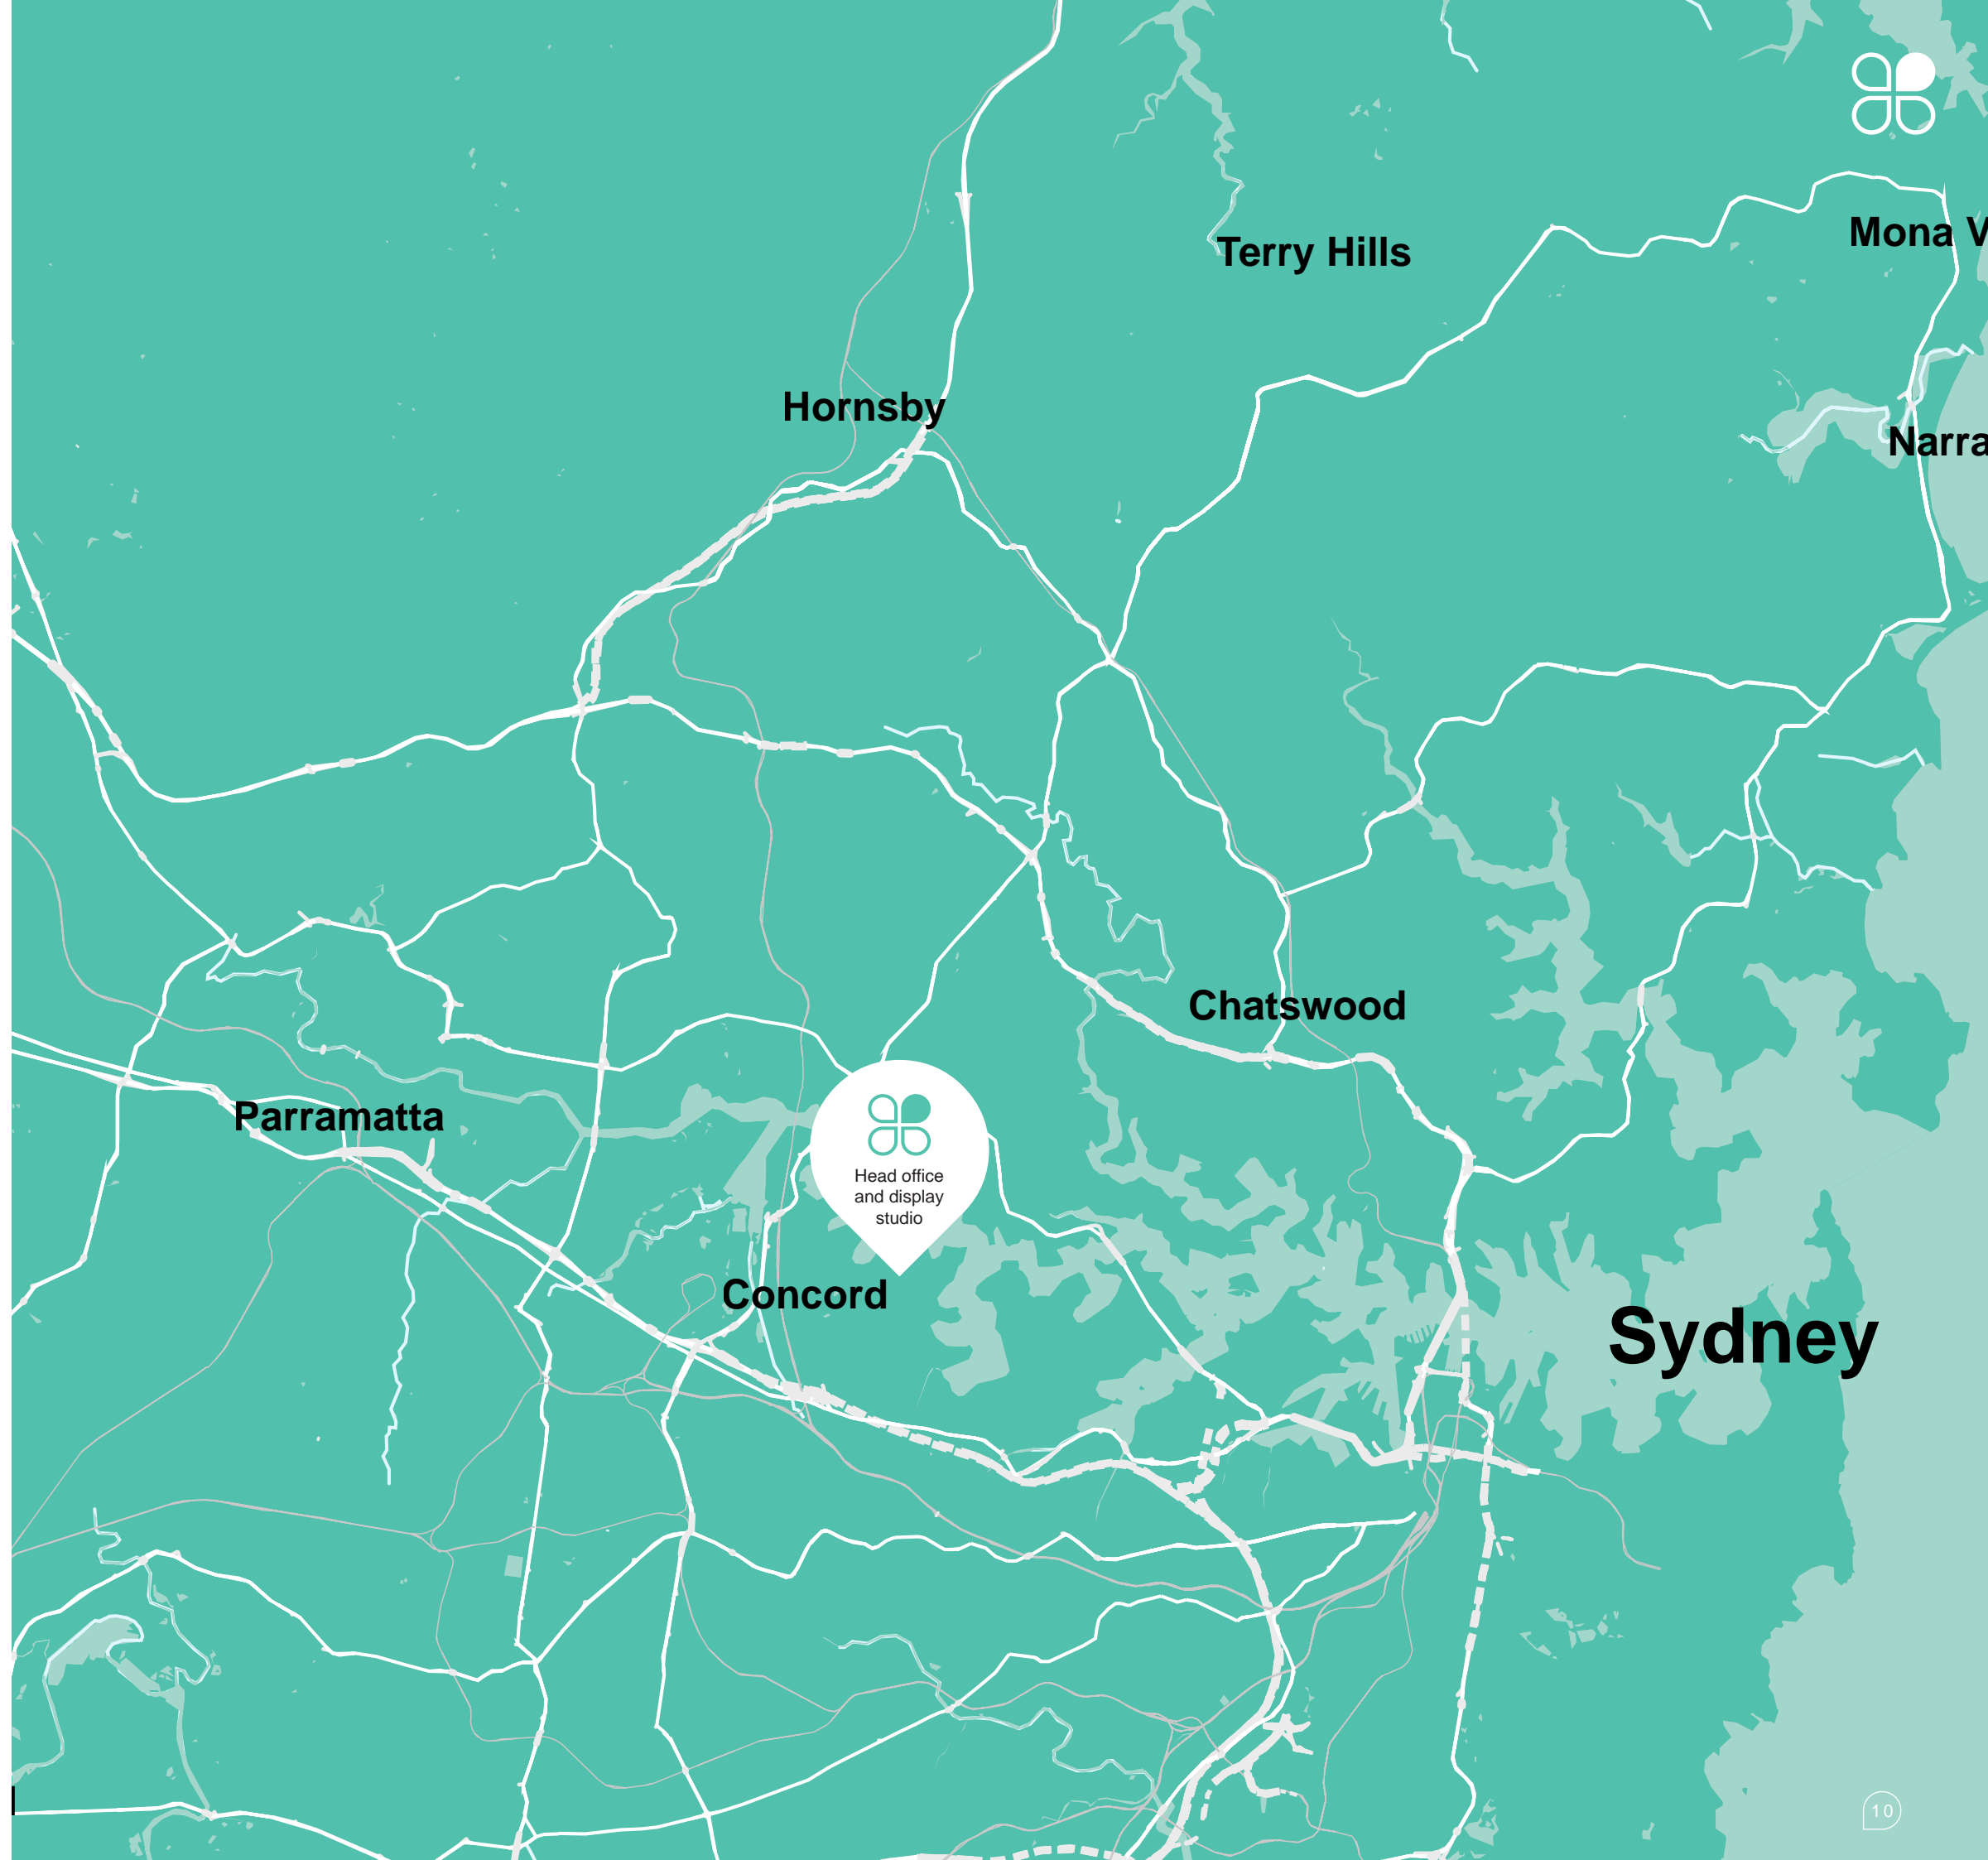 Mona V
Terry Hills
Hornsby
Narra
Chatswood
Parramatta
Head office
and display
studio
Concord
Sydney
10